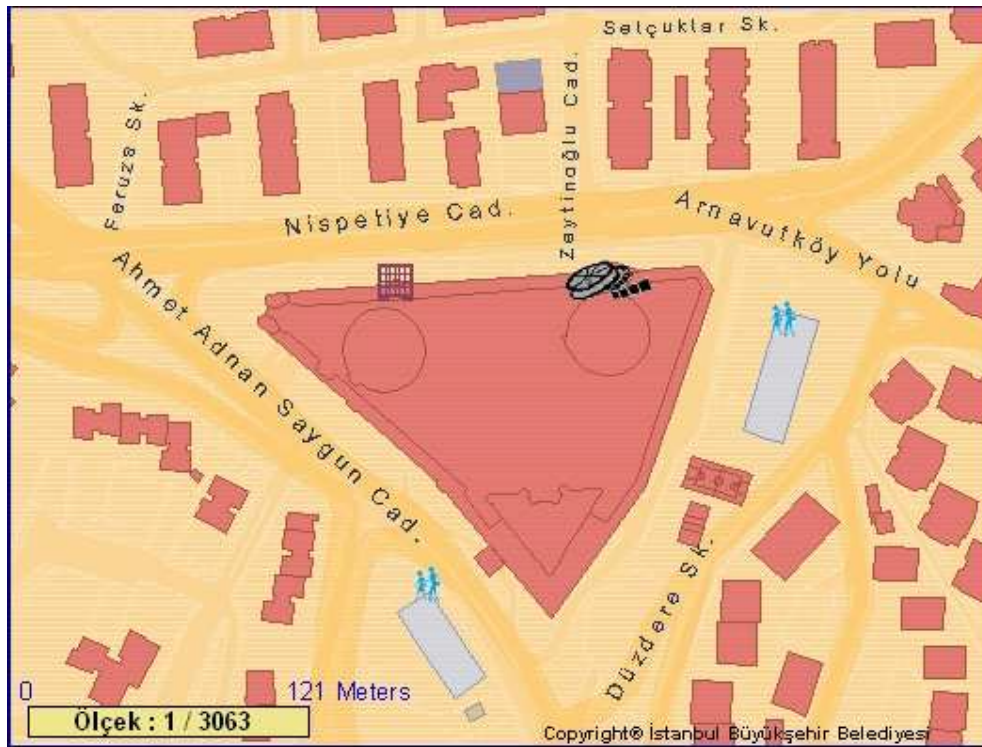 Selçuklar Sk.
Feruze Sk.
Zeytinoğlu Cad.
Nispetiye Cad.
Arnavutköy Yolu
Ahmet Adnan Saygun Cad.
Düzdere Sk.
0 121 Meters
Ölçek : 1 / 3063
Copyright® İstanbul Büyükşehir Belediyesi